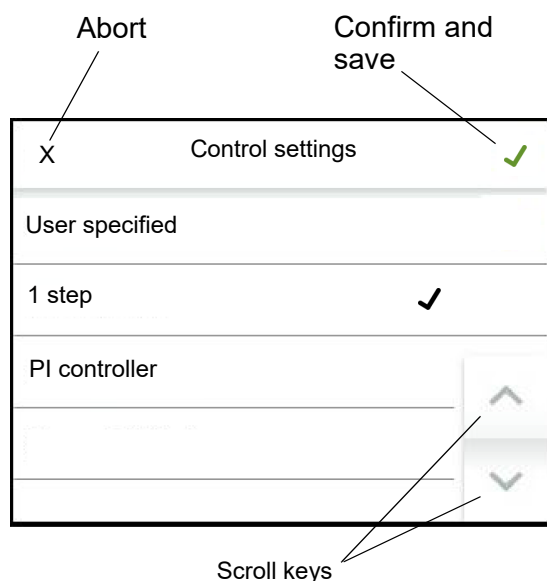 Abort
Confirm and
save
X Control settings
User specified
1 step
PI controller
Scroll keys